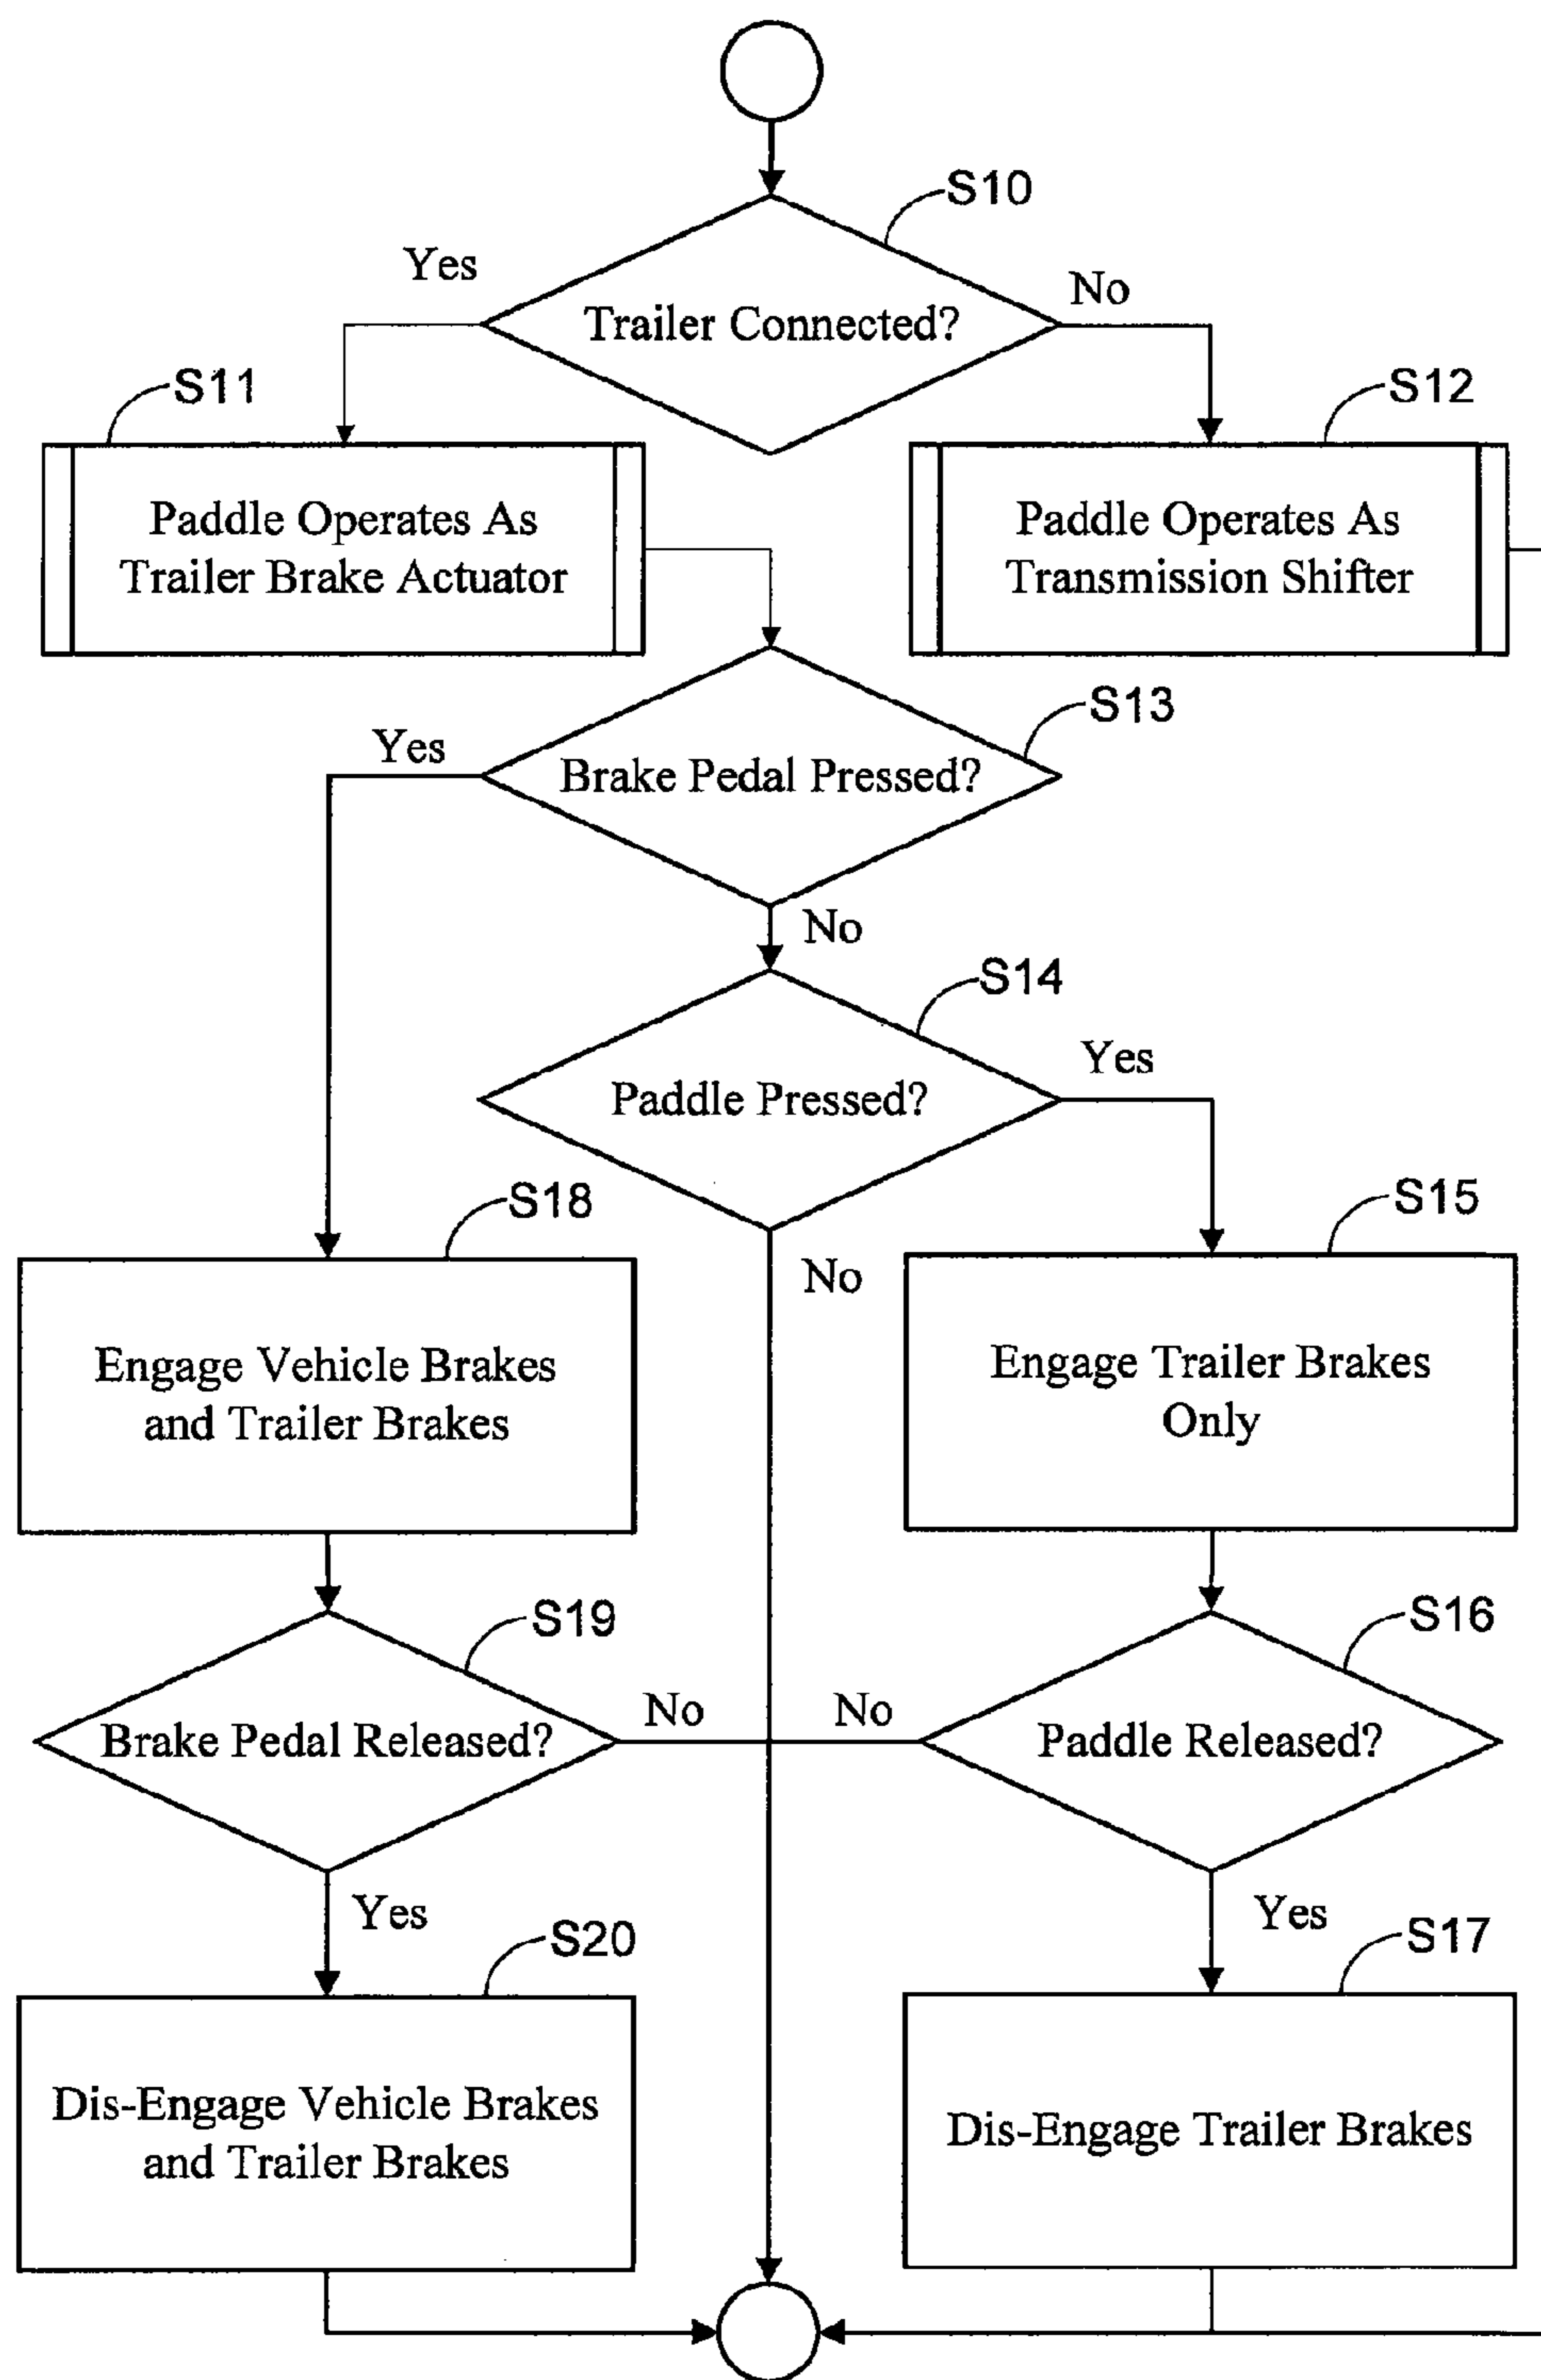 S10
Yes
No
Trailer Connected?
S11
S12
Paddle Operates As
Trailer Brake Actuator
Paddle Operates As
Transmission Shifter
S13
Yes
Brake Pedal Pressed?
No
S14
Yes
Paddle Pressed?
S18
S15
No
Engage Vehicle Brakes
and Trailer Brakes
Engage Trailer Brakes
Only
S19
S16
No
No
Brake Pedal Released?
Paddle Released?
Yes
Yes
S20
S17
Dis-Engage Vehicle Brakes
and Trailer Brakes
Dis-Engage Trailer Brakes